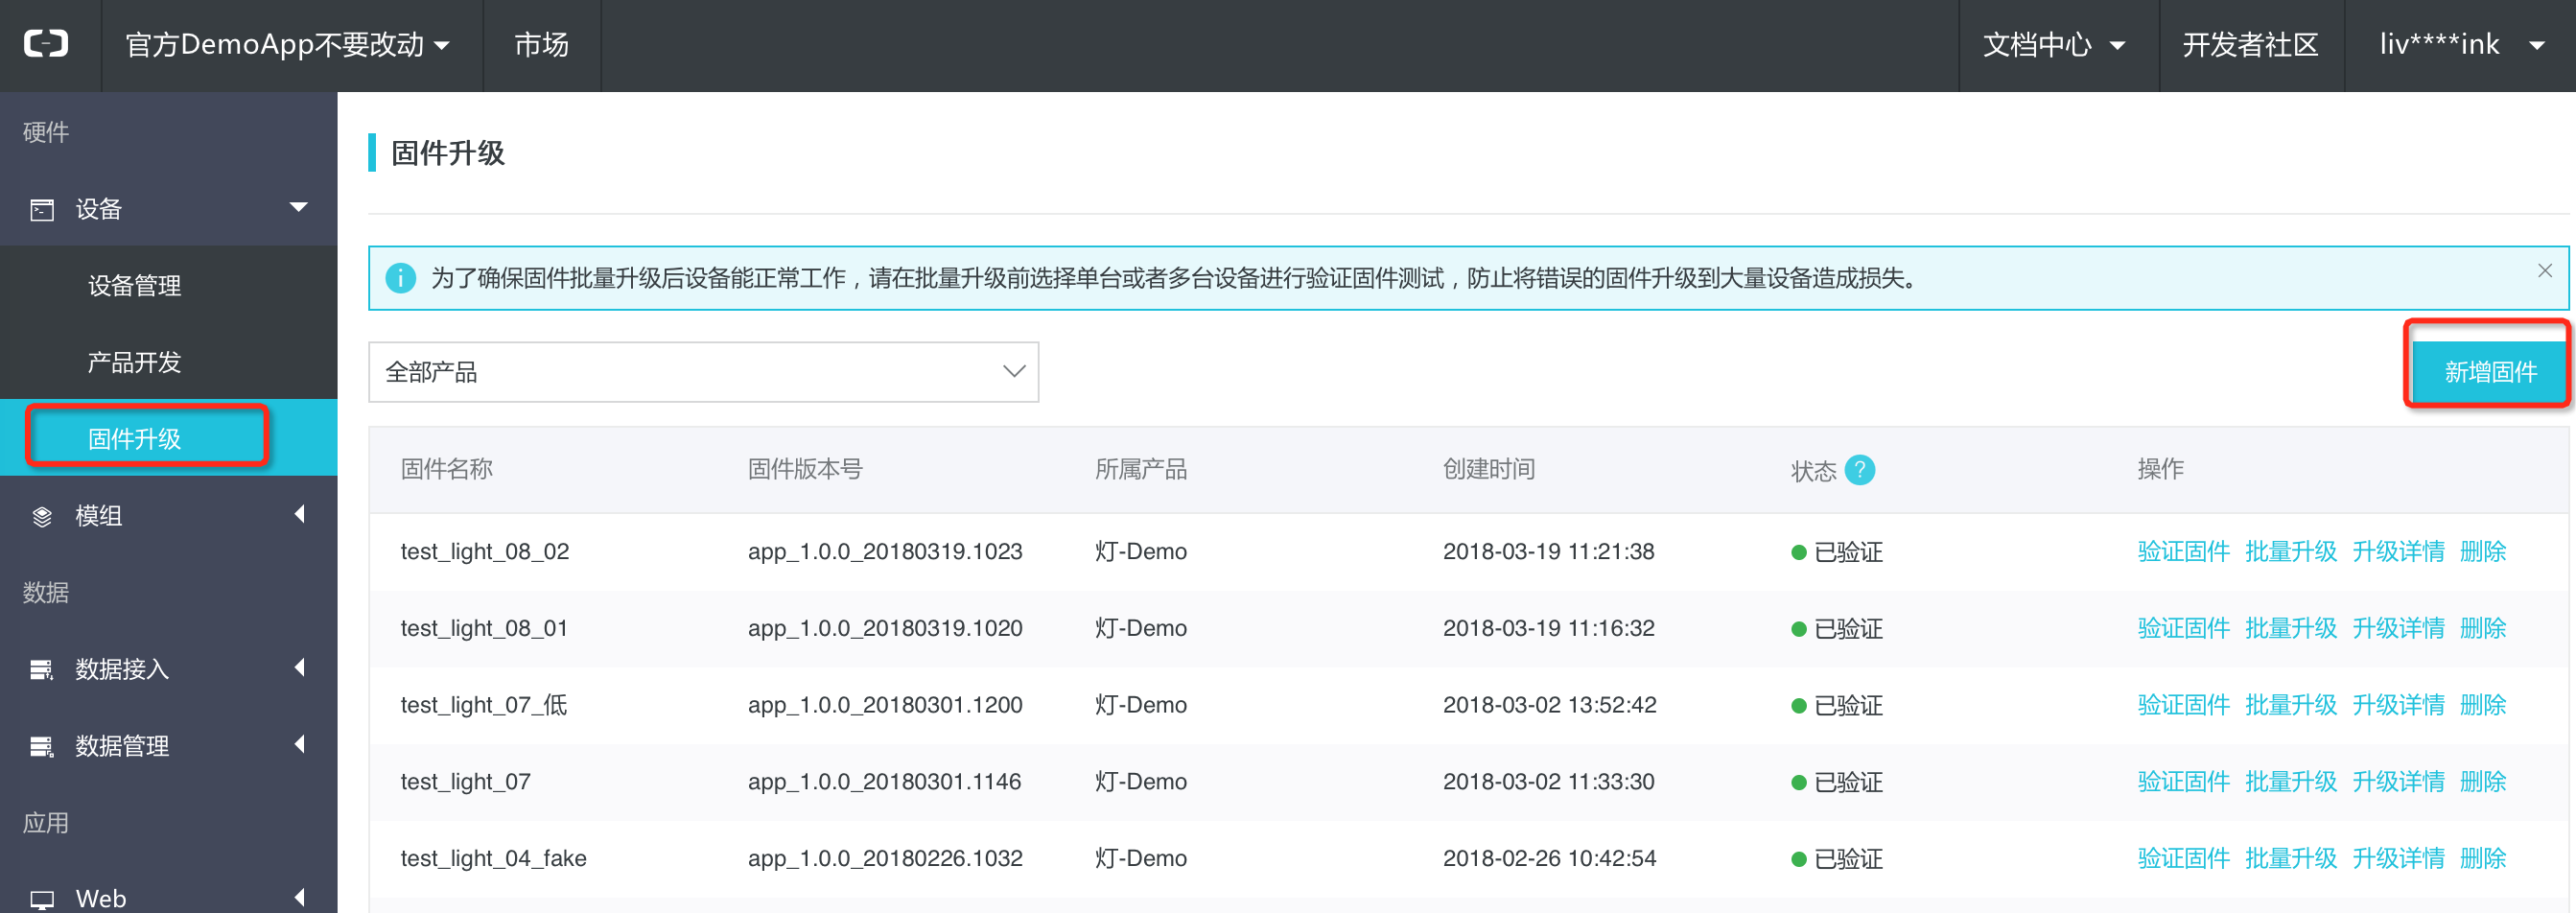 官方DemoApp不要改动
市场
文档中心
开发者社区
liv****ink
硬件
设备
设备管理
产品开发
固件升级
模组
数据
数据接入
数据管理
应用
Web
固件升级
为了确保固件批量升级后设备能正常工作，请在批量升级前选择单台或者多台设备进行验证固件测试，防止将错误的固件升级到大量设备造成损失。
全部产品
新增固件
固件名称 固件版本号 所属产品 创建时间 状态 ? 操作
test_light_08_02 app_1.0.0_20180319.1023 灯-Demo 2018-03-19 11:21:38 已验证 验证固件 批量升级 升级详情 删除
test_light_08_01 app_1.0.0_20180319.1020 灯-Demo 2018-03-19 11:16:32 已验证 验证固件 批量升级 升级详情 删除
test_light_07_低 app_1.0.0_20180301.1200 灯-Demo 2018-03-02 13:52:42 已验证 验证固件 批量升级 升级详情 删除
test_light_07 app_1.0.0_20180301.1146 灯-Demo 2018-03-02 11:33:30 已验证 验证固件 批量升级 升级详情 删除
test_light_04_fake app_1.0.0_20180226.1032 灯-Demo 2018-02-26 10:42:54 已验证 验证固件 批量升级 升级详情 删除